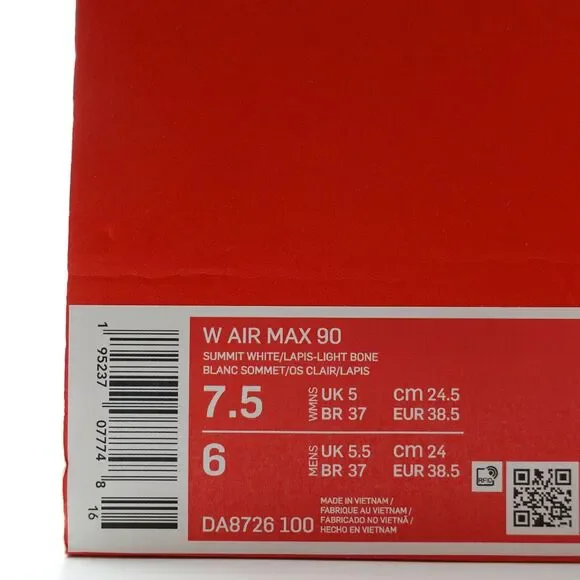 W AIR MAX 90
SUMMIT WHITE/LAPIS-LIGHT BONE
BLANC SOMMET/OS CLAIR/LAPIS
7.5 WMNS UK 5 CM 24.5
BR 37 EUR 38.5
6 MENS UK 5.5 CM 24
BR 37 EUR 38.5
RFID
DA8726 100
MADE IN VIETNAM /
FABRIQUE AU VIETNAM /
FABRICADO NO VIETNÃ /
HECHO EN VIETNAM
1 95237 07774 8 16